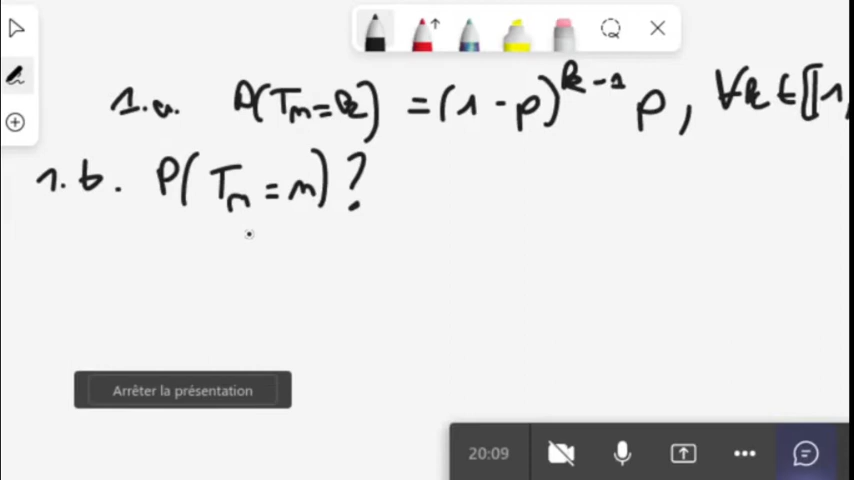 1.a. P(Tn=k) = (1-p)^{k-1} p, ∀k ∈ ⟦1,
1.b. P(Tn=n)?
Arrêter la présentation
20:09